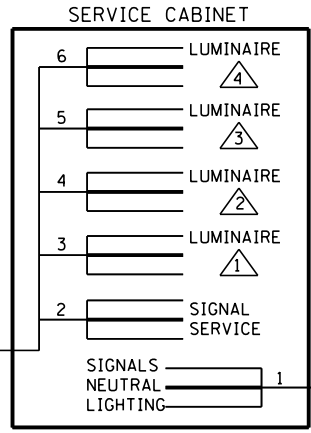 SERVICE CABINET
6 LUMINAIRE
4
5 LUMINAIRE
3
4 LUMINAIRE
2
3 LUMINAIRE
1
2 SIGNAL
SERVICE
SIGNALS
NEUTRAL 1
LIGHTING